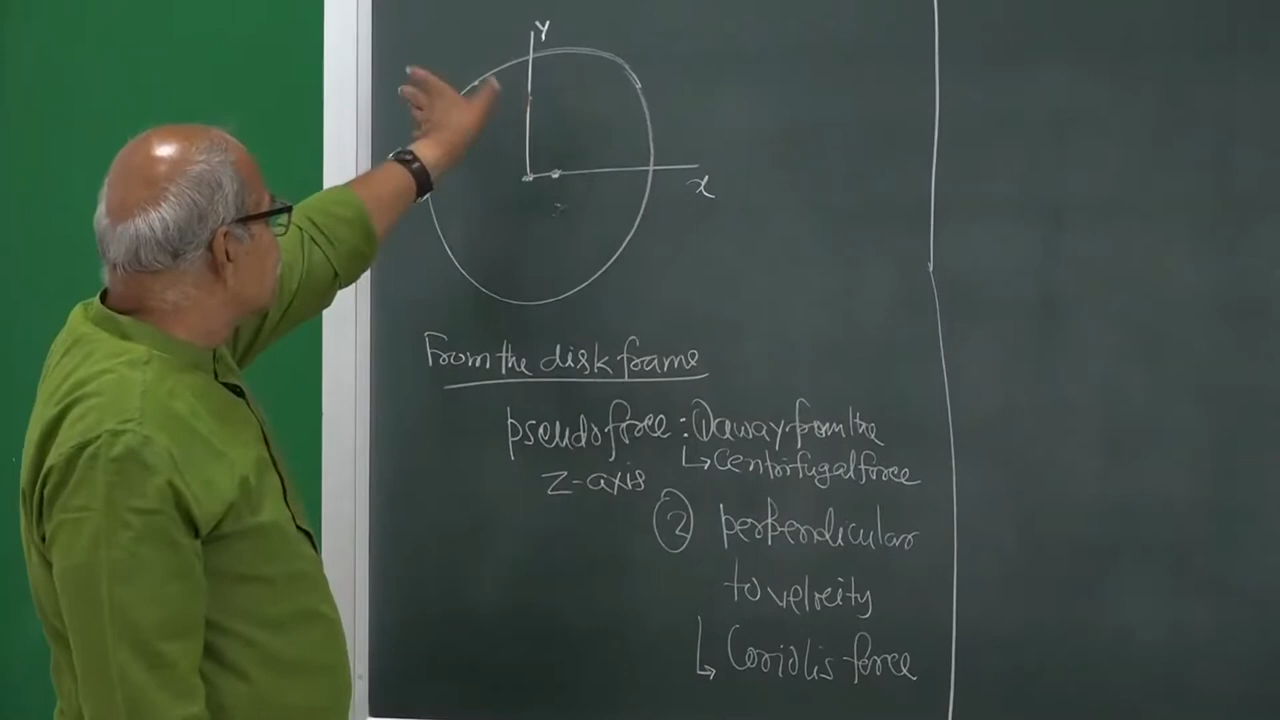 Y
x
From the disk frame
pseudo force : ① away from the
z-axis ↳ Centrifugal force
② perpendicular
to velocity
↳ Coriolis force